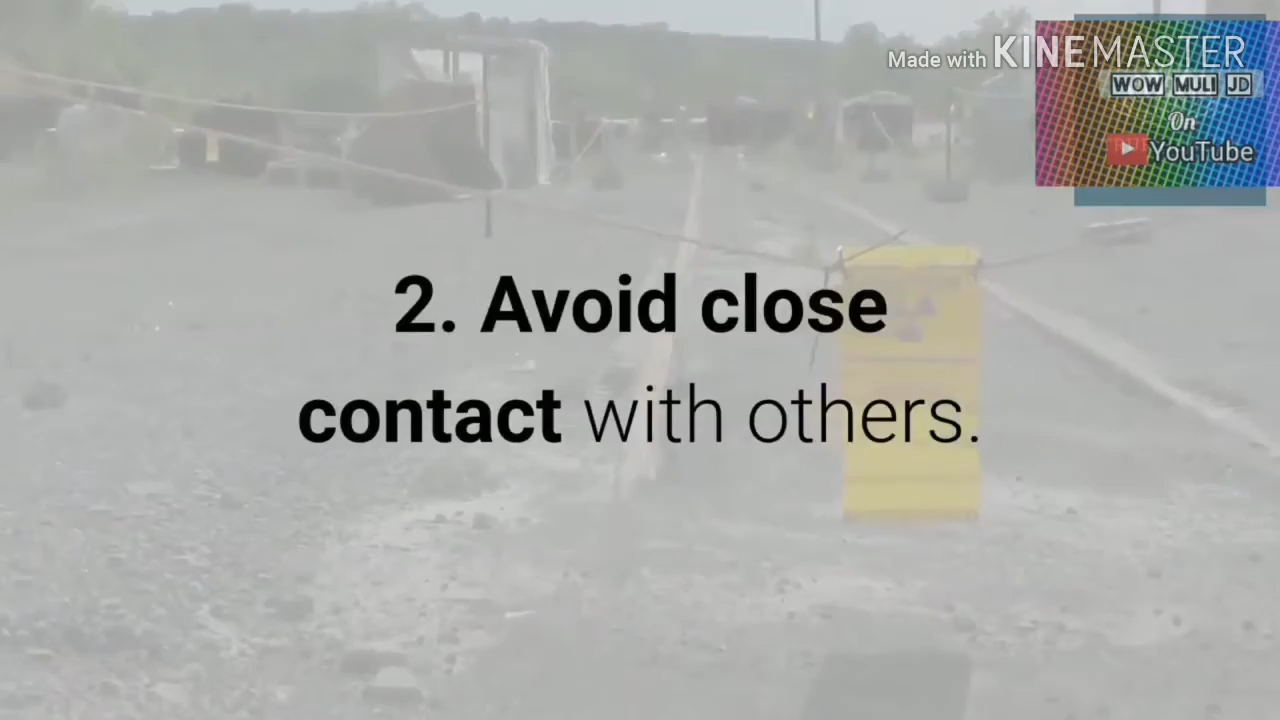 Made with KINEMASTER
WOW MULI JD
On
YouTube
2. Avoid close
contact with others.